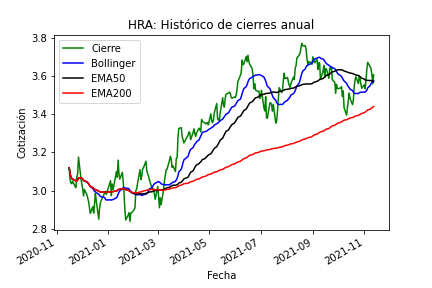 HRA: Histórico de cierres anual
3.8
3.6
3.4
3.2
3.0
2.8
Cotización
Cierre
Bollinger
EMA50
EMA200
2020-11
2021-01
2021-03
2021-05
2021-07
2021-09
2021-11
Fecha